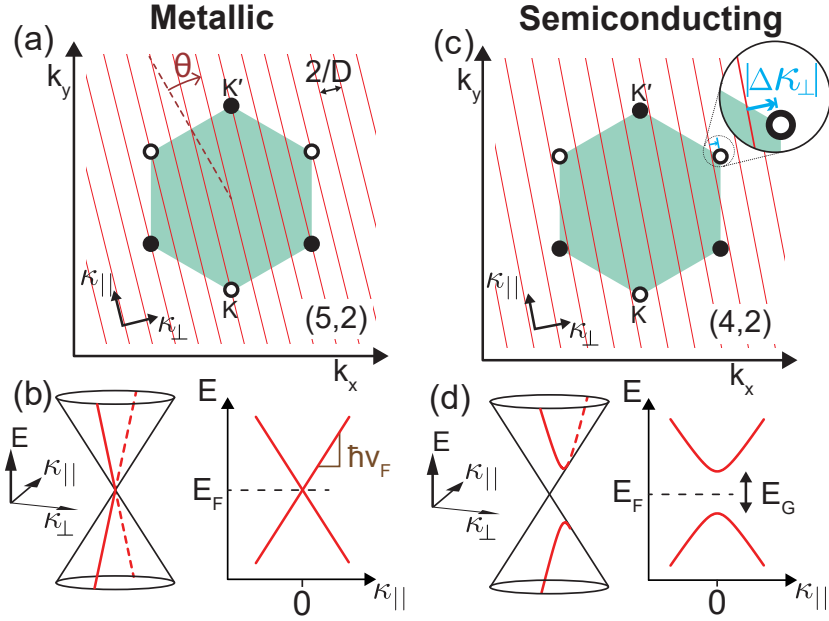 Metallic
Semiconducting
(a)
k_y
θ
2/D
K'
K
κ_||
κ_⊥
(5,2)
k_x
(c)
k_y
|Δκ_⊥|
K'
K
κ_||
κ_⊥
(4,2)
k_x
(b)
E
κ_||
κ_⊥
E
E_F
ħv_F
0
κ_||
(d)
E
κ_||
κ_⊥
E
E_F
E_G
0
κ_||